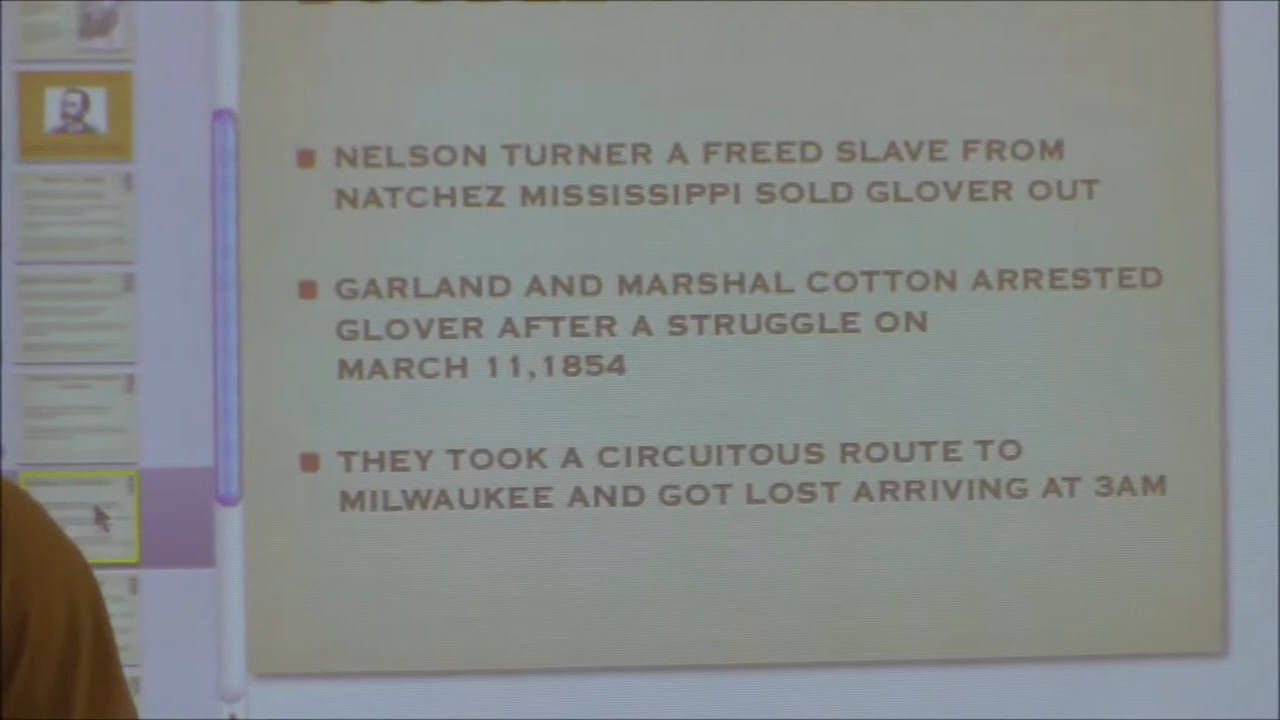 NELSON TURNER A FREED SLAVE FROM
NATCHEZ MISSISSIPPI SOLD GLOVER OUT
GARLAND AND MARSHAL COTTON ARRESTED
GLOVER AFTER A STRUGGLE ON
MARCH 11,1854
THEY TOOK A CIRCUITOUS ROUTE TO
MILWAUKEE AND GOT LOST ARRIVING AT 3AM